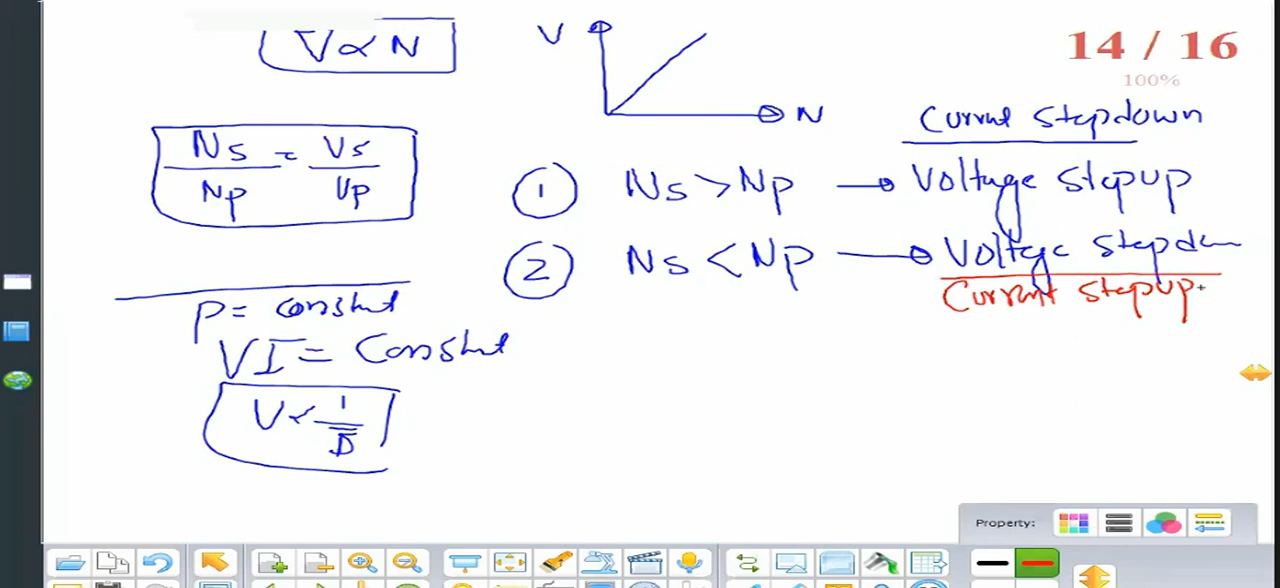 V ∝ N
V
N
14 / 16
100%
Ns/Np = Vs/Vp
Current stepdown
① Ns > Np → Voltage stepup
② Ns < Np → Voltage stepdown
Current stepup
P = constant
VI = Constant
V ∝ 1/I
Property: